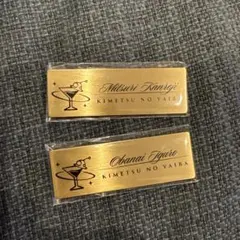 Mitsuri Kanroji
KIMETSU NO YAIBA
Obanai Iguro
KIMETSU NO YAIBA